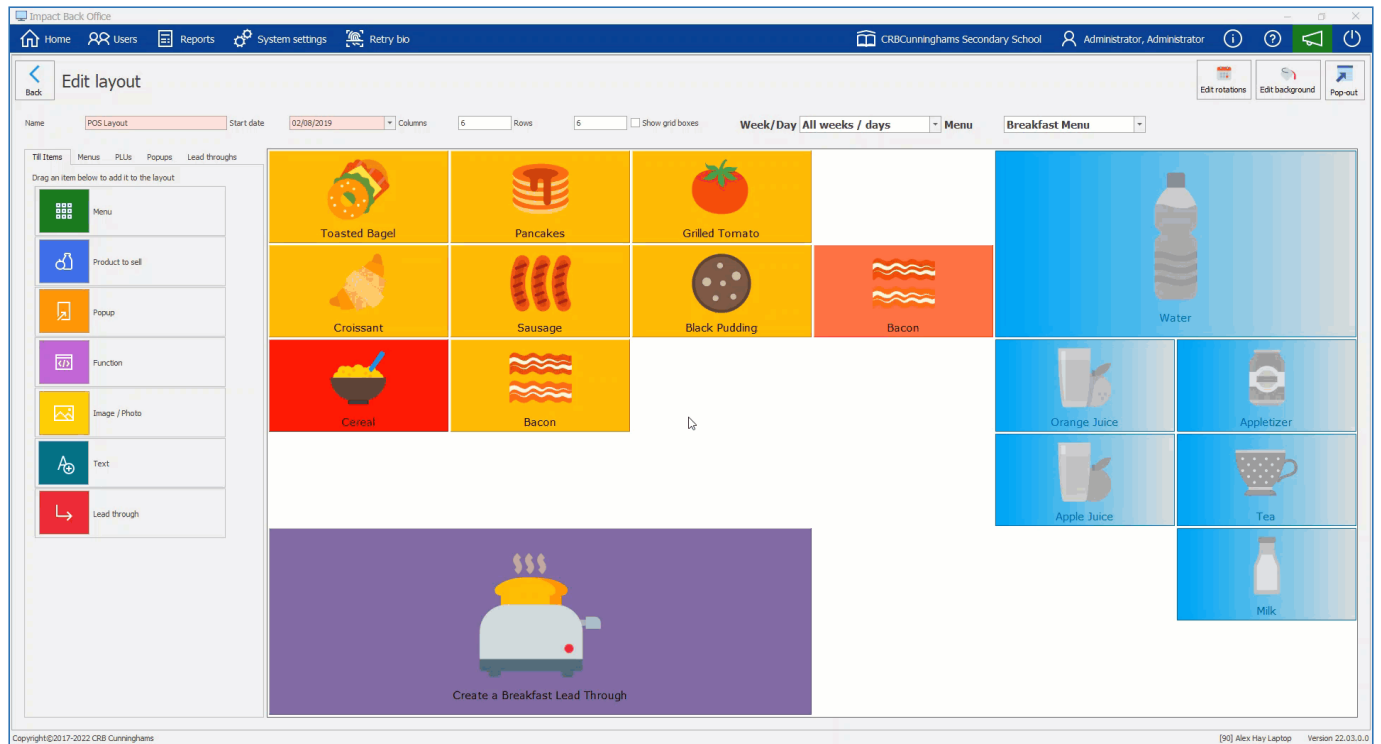 Impact Back Office
Home Users Reports System settings Retry bio CRBCunninghams Secondary School Administrator, Administrator
Back Edit layout Edit rotations Edit background Pop-out
Name POS Layout Start date 02/08/2019 Columns 6 Rows 6 Show grid boxes Week/Day All weeks / days Menu Breakfast Menu
Till Items Menus PLUs Popups Lead throughs
Drag an item below to add it to the layout
Menu
Product to sell
Popup
Function
Image / Photo
Text
Lead through
Toasted Bagel Pancakes Grilled Tomato
Croissant Sausage Black Pudding Bacon Water
Cereal Bacon Orange Juice Appletizer
Apple Juice Tea
Milk
Create a Breakfast Lead Through
Copyright©2017-2022 CRB Cunninghams [90] Alex Hay Laptop Version 22.03.0.0